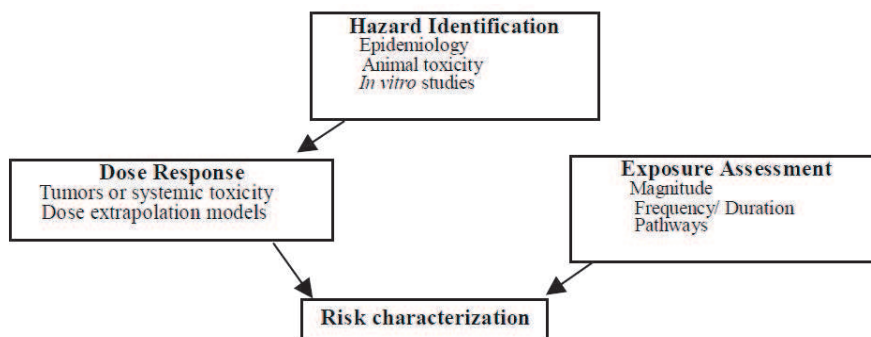 Hazard Identification
Epidemiology
Animal toxicity
In vitro studies
Dose Response
Tumors or systemic toxicity
Dose extrapolation models
Exposure Assessment
Magnitude
Frequency/ Duration
Pathways
Risk characterization